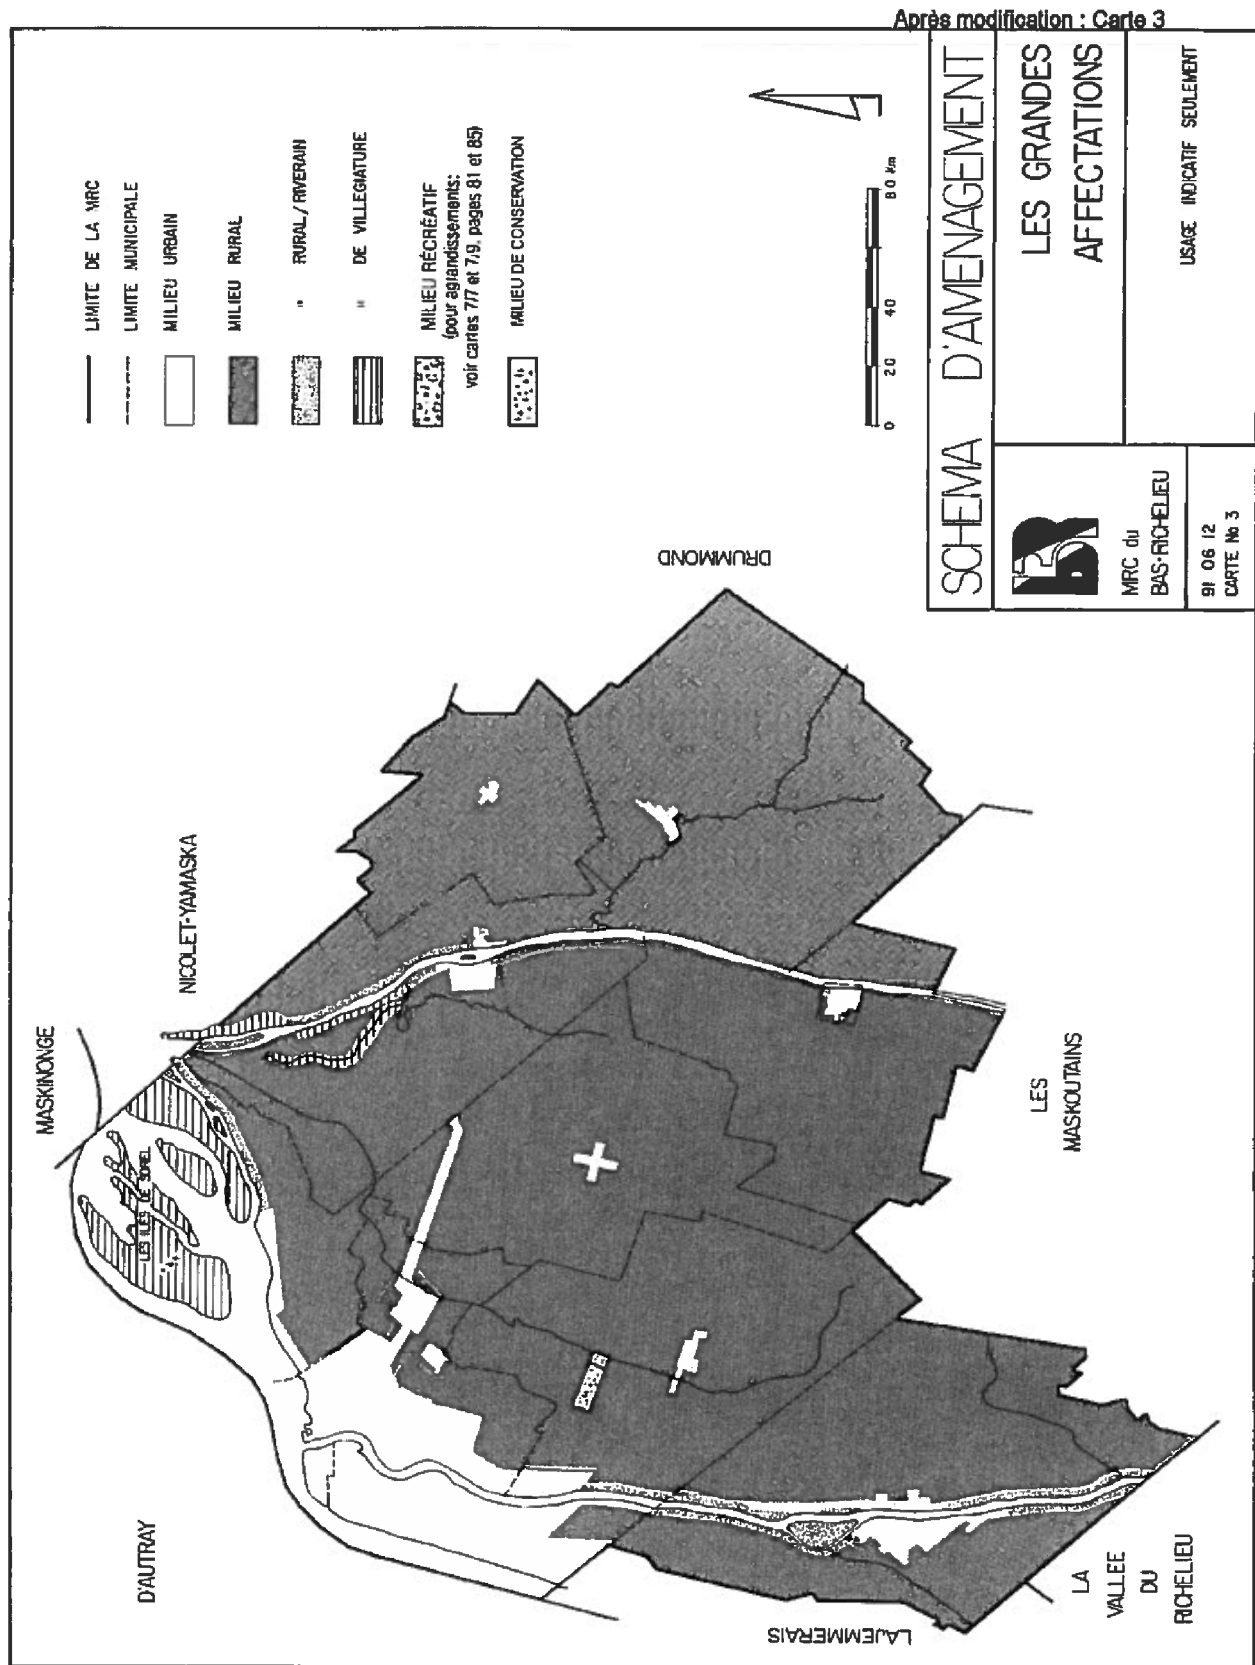 Après modification : Carte 3
LIMITE DE LA MRC
LIMITE MUNICIPALE
MILIEU URBAIN
MILIEU RURAL
" RURAL/RIVERAIN
" DE VILLEGIATURE
MILIEU RÉCRÉATIF
(pour agrandissements:
voir cartes 7/7 et 7/9, pages 81 et 85)
MILIEU DE CONSERVATION
0 20 40 80 Km
SCHEMA D'AMENAGEMENT
LES GRANDES
AFFECTATIONS
USAGE INDICATIF SEULEMENT
BR
MRC du
BAS-RICHELIEU
91 06 12
CARTE No 3
DRUMMOND
NICOLET-YAMASKA
MASKINONGE
LES ILES DE SOREL
D'AUTRAY
LES
MASKOUTAINS
LA
VALLEE
DU
RICHELIEU
LAJEMMERAIS